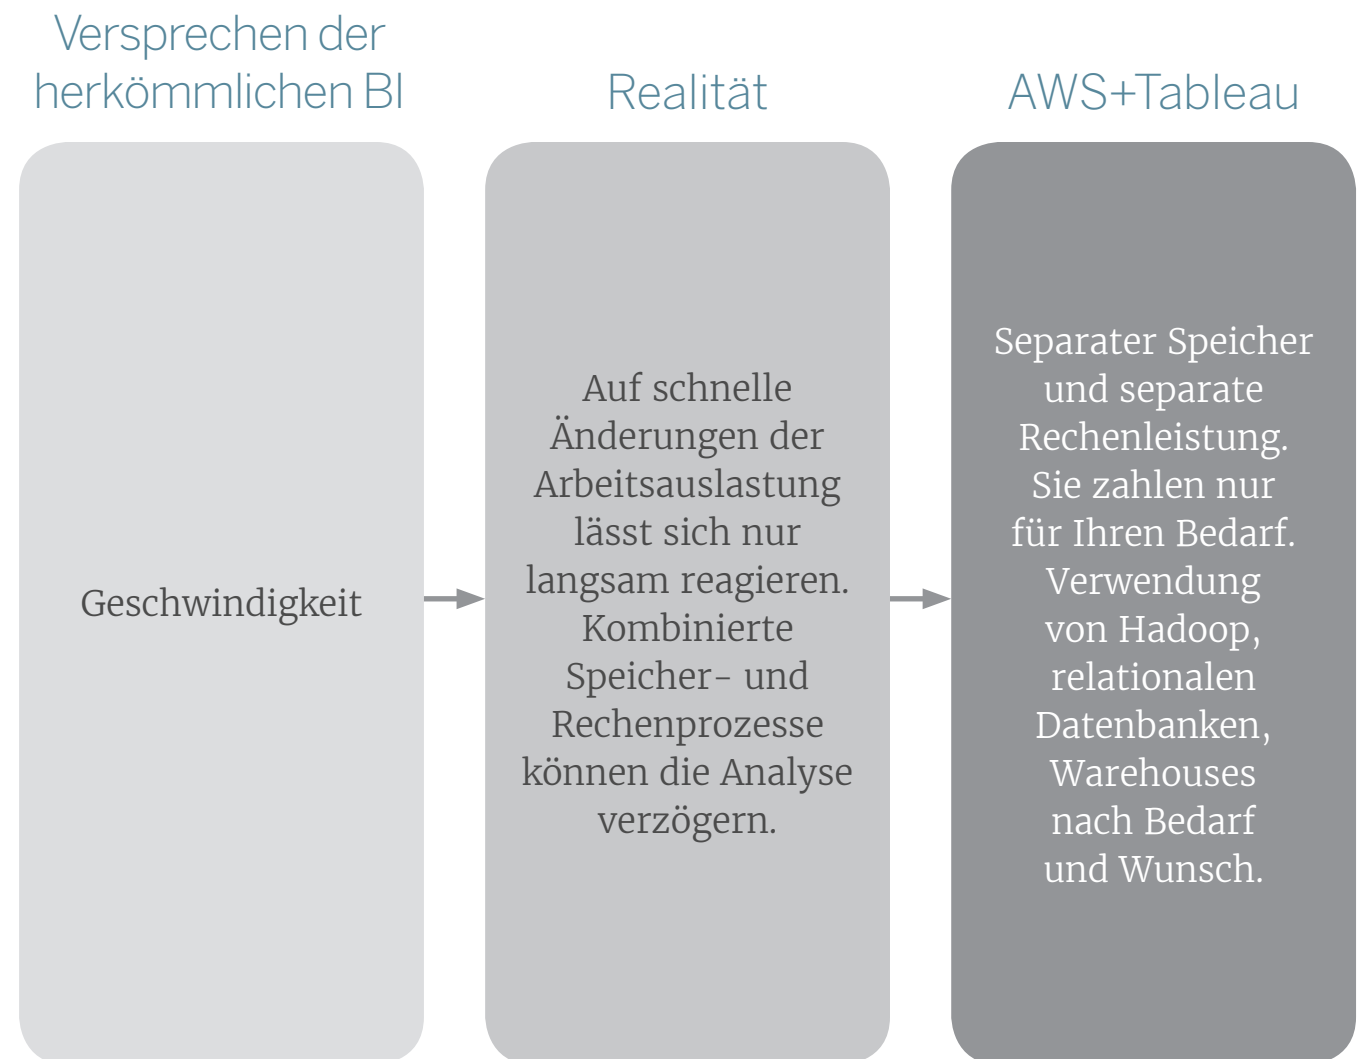 Versprechen der
herkömmlichen BI
Realität
AWS+Tableau
Geschwindigkeit
Auf schnelle
Änderungen der
Arbeitsauslastung
lässt sich nur
langsam reagieren.
Kombinierte
Speicher- und
Rechenprozesse
können die Analyse
verzögern.
Separater Speicher
und separate
Rechenleistung.
Sie zahlen nur
für Ihren Bedarf.
Verwendung
von Hadoop,
relationalen
Datenbanken,
Warehouses
nach Bedarf
und Wunsch.